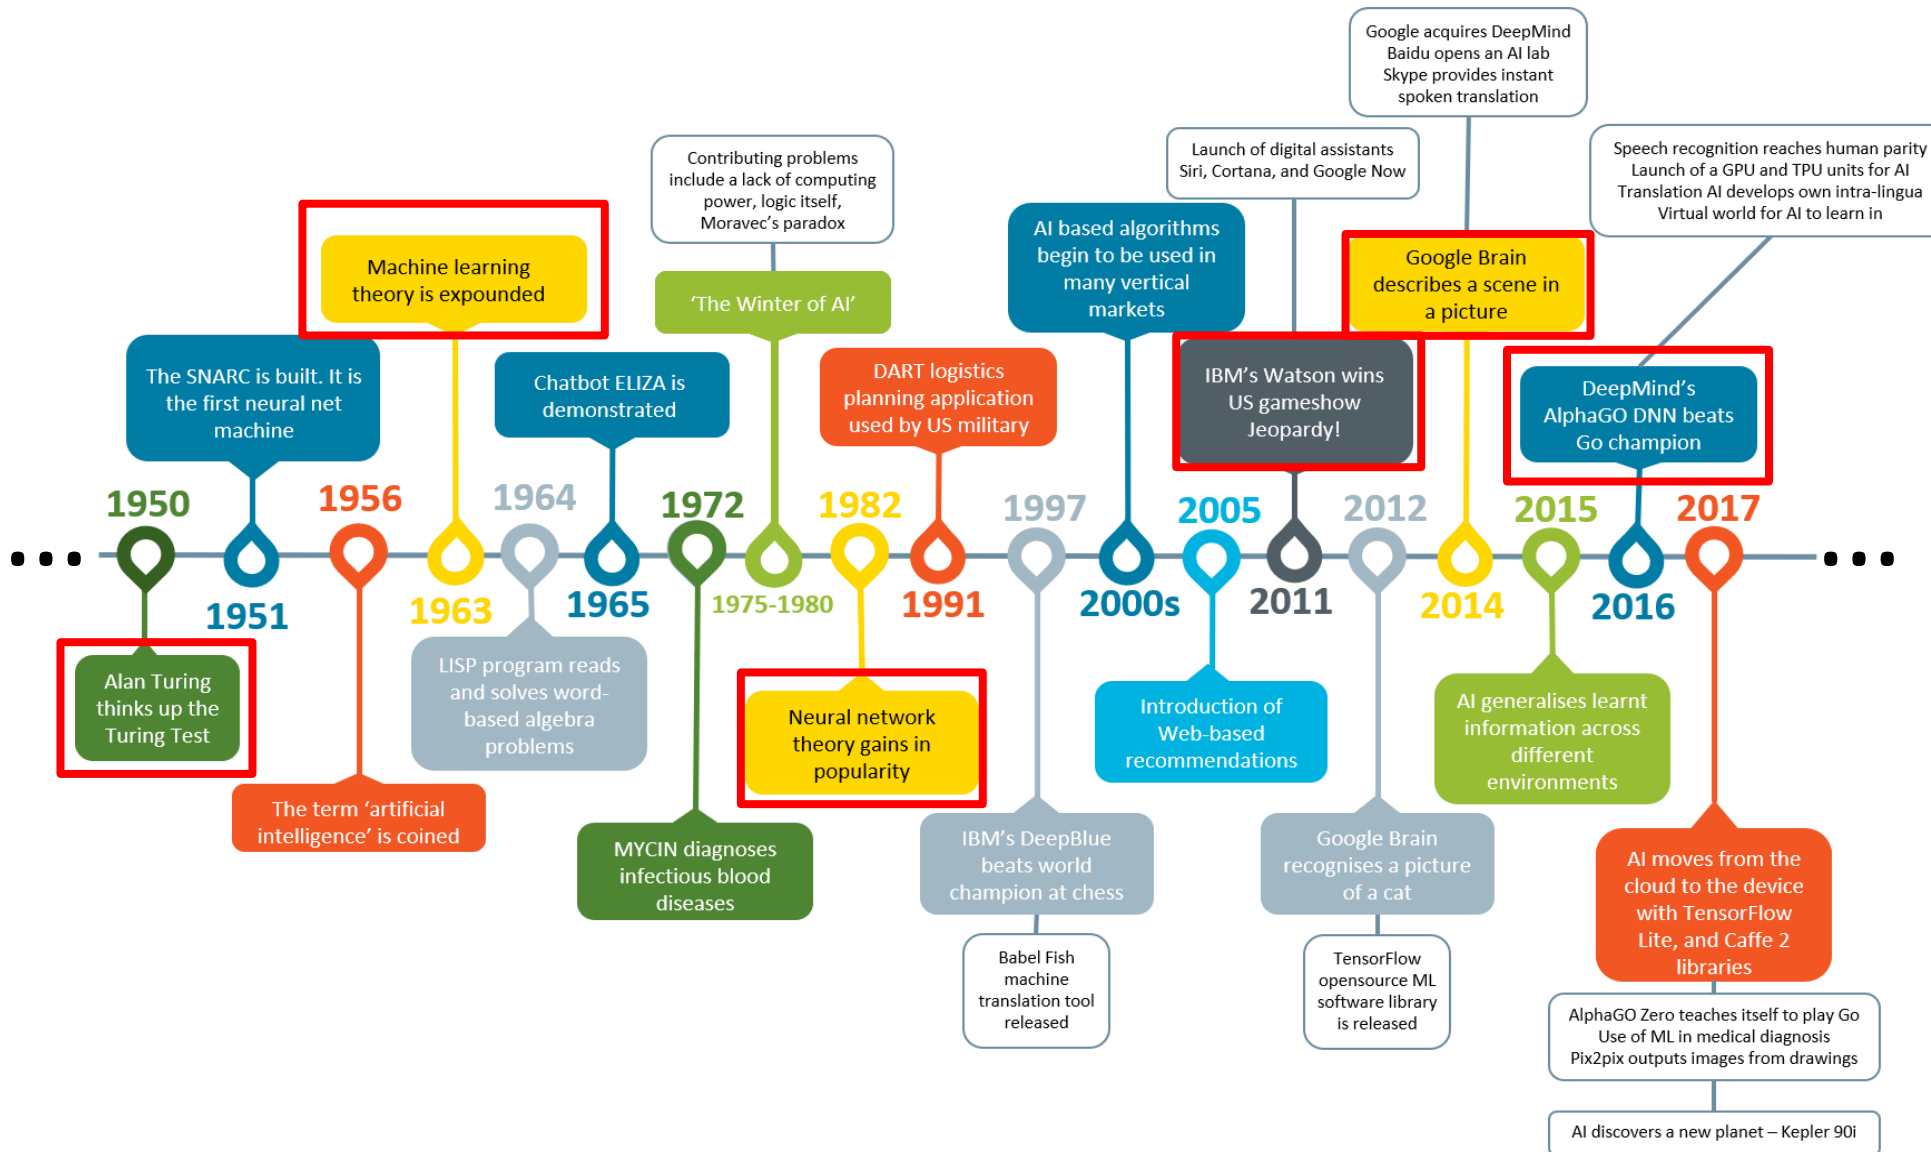 Google acquires DeepMind
Baidu opens an AI lab
Skype provides instant
spoken translation
Contributing problems
include a lack of computing
power, logic itself,
Moravec's paradox
Launch of digital assistants
Siri, Cortana, and Google Now
Speech recognition reaches human parity
Launch of a GPU and TPU units for AI
Translation AI develops own intra-lingua
Virtual world for AI to learn in
Machine learning
theory is expounded
'The Winter of AI'
AI based algorithms
begin to be used in
many vertical
markets
Google Brain
describes a scene in
a picture
The SNARC is built. It is
the first neural net
machine
Chatbot ELIZA is
demonstrated
DART logistics
planning application
used by US military
IBM's Watson wins
US gameshow
Jeopardy!
DeepMind's
AlphaGO DNN beats
Go champion
1950
1956
1964
1972
1982
1997
2005
2012
2015
2017
1951
1963
1965
1975-1980
1991
2000s
2011
2014
2016
Alan Turing
thinks up the
Turing Test
LISP program reads
and solves word-
based algebra
problems
Neural network
theory gains in
popularity
Introduction of
Web-based
recommendations
AI generalises learnt
information across
different
environments
The term 'artificial
intelligence' is coined
MYCIN diagnoses
infectious blood
diseases
IBM's DeepBlue
beats world
champion at chess
Google Brain
recognises a picture
of a cat
AI moves from the
cloud to the device
with TensorFlow
Lite, and Caffe 2
libraries
Babel Fish
machine
translation tool
released
TensorFlow
opensource ML
software library
is released
AlphaGO Zero teaches itself to play Go
Use of ML in medical diagnosis
Pix2pix outputs images from drawings
AI discovers a new planet – Kepler 90i